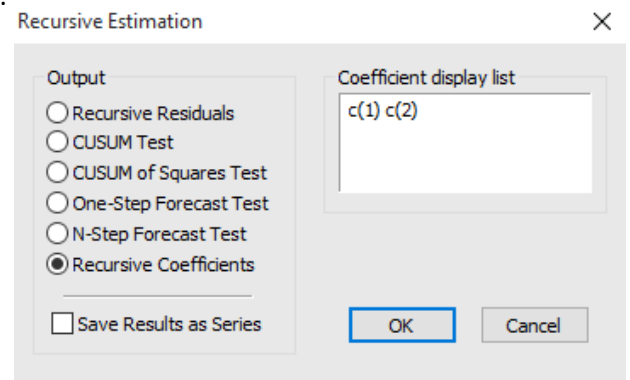 .
Recursive Estimation
Output
Recursive Residuals
CUSUM Test
CUSUM of Squares Test
One-Step Forecast Test
N-Step Forecast Test
Recursive Coefficients
Save Results as Series
Coefficient display list
c(1) c(2)
OK
Cancel